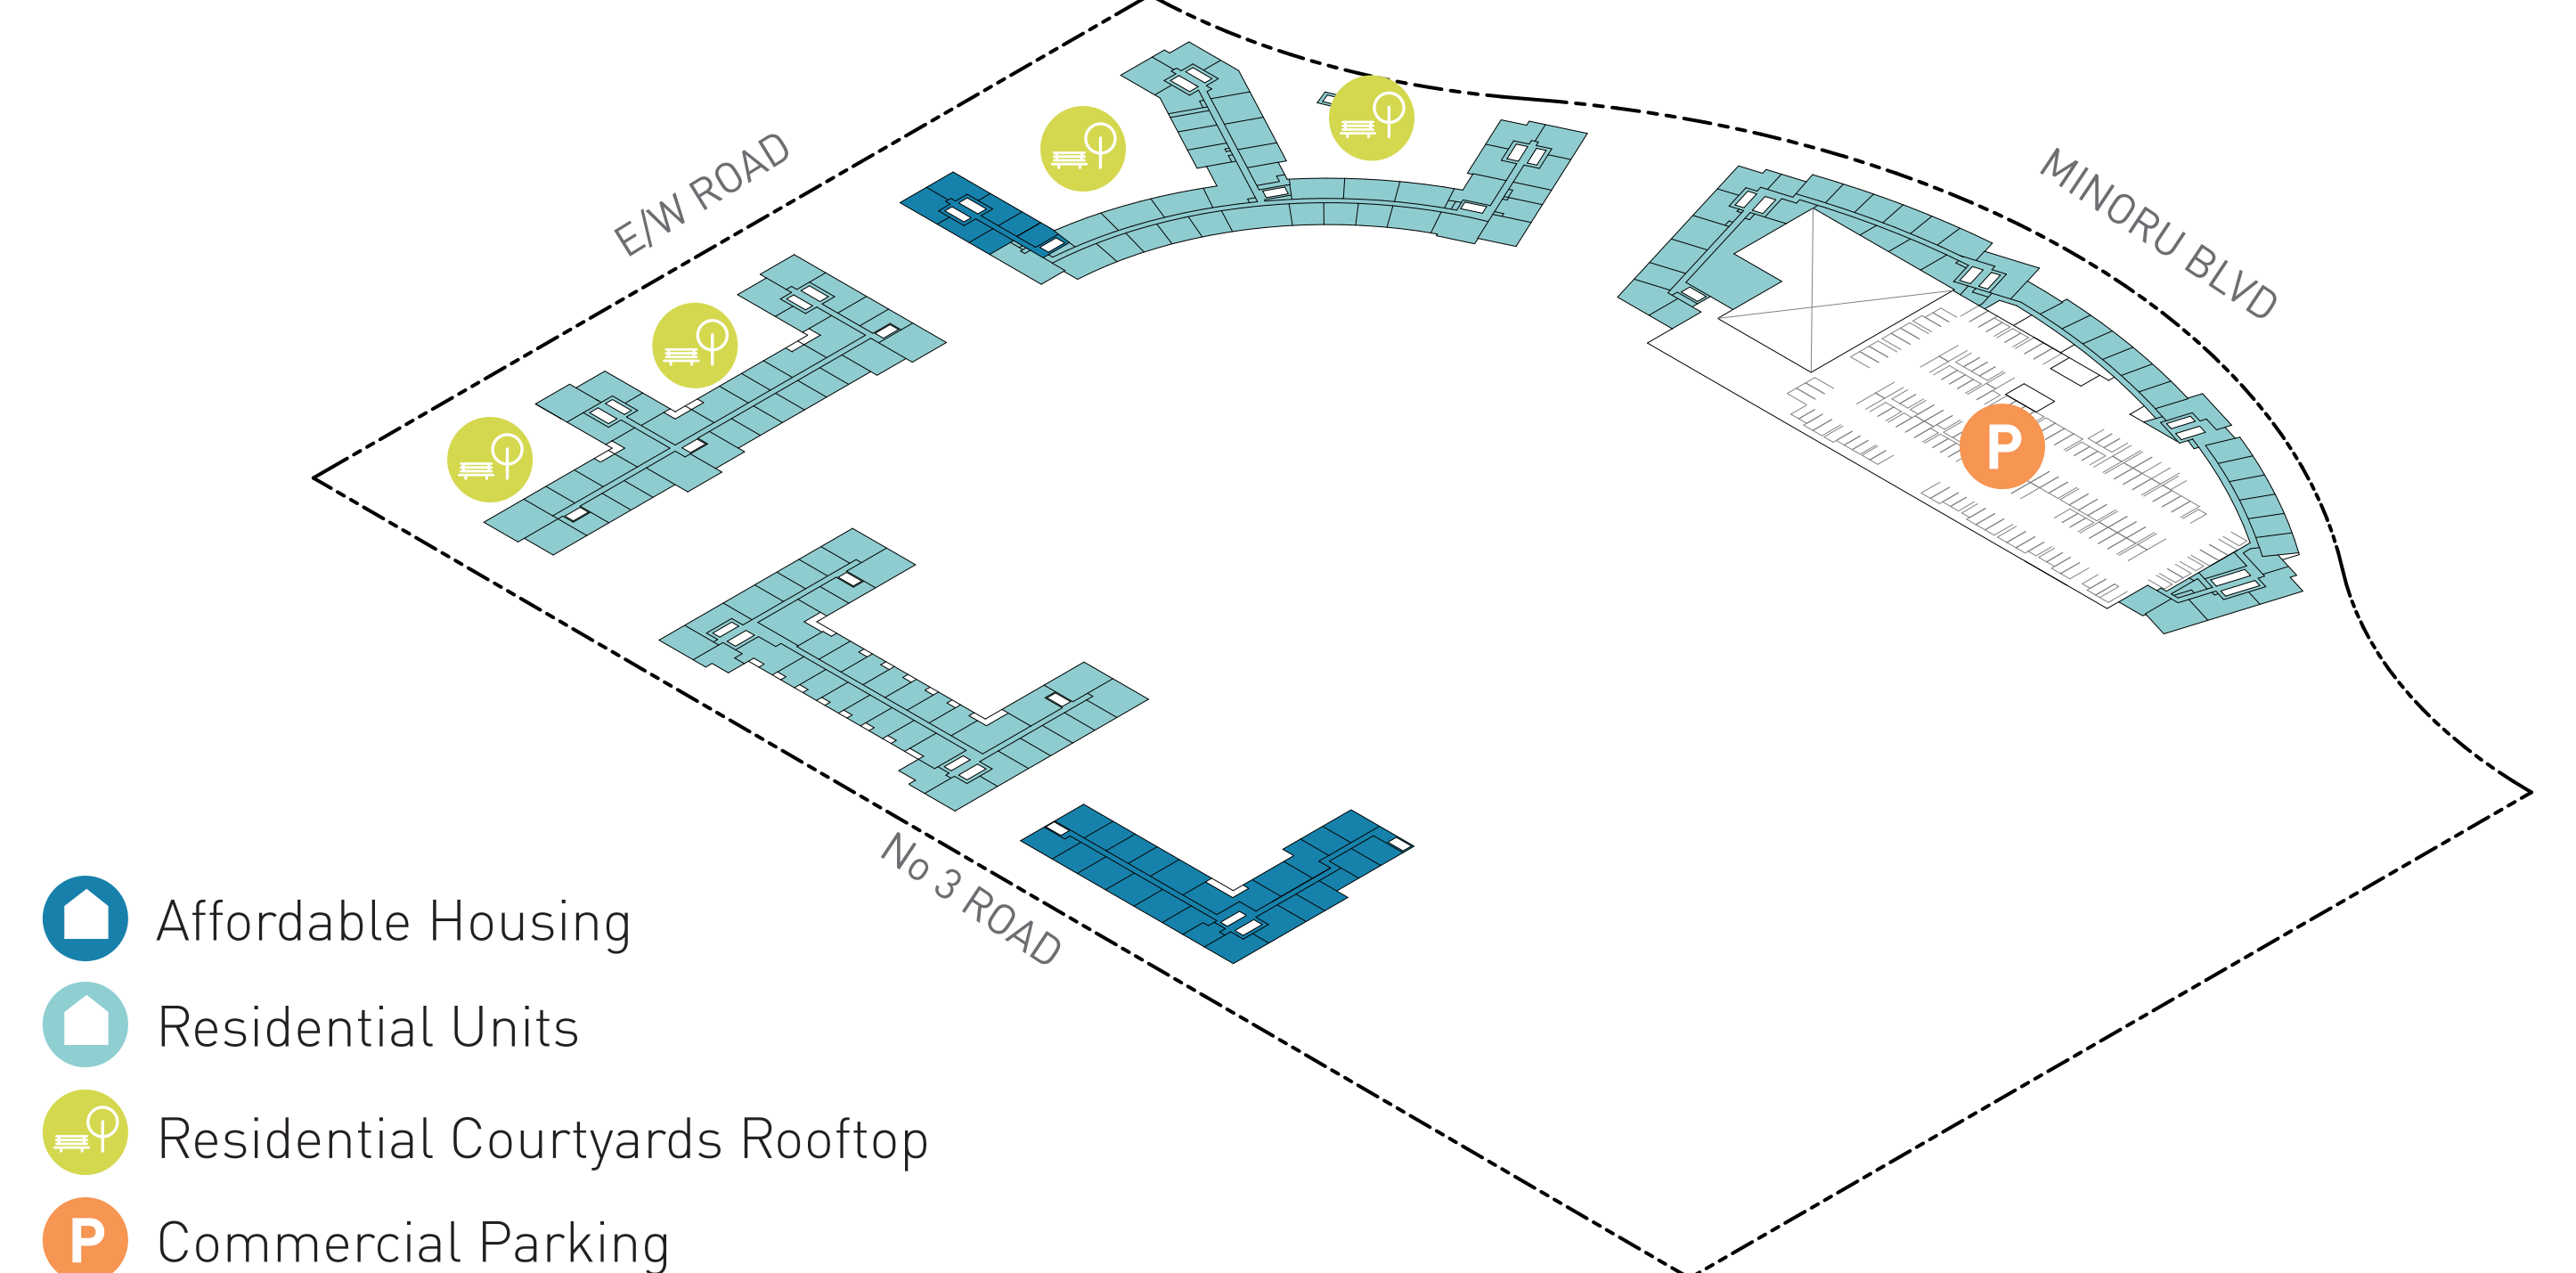 E/W ROAD
MINORU BLVD
P
No 3 ROAD
Affordable Housing
Residential Units
Residential Courtyards Rooftop
P Commercial Parking